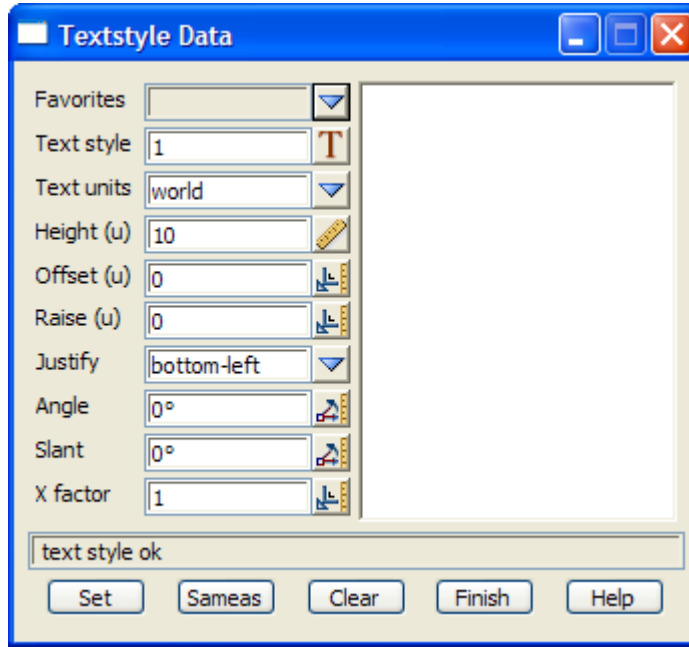 Textstyle Data
Favorites
Text style 1 T
Text units world
Height (u) 10
Offset (u) 0
Raise (u) 0
Justify bottom-left
Angle 0°
Slant 0°
X factor 1
text style ok
Set Sameas Clear Finish Help